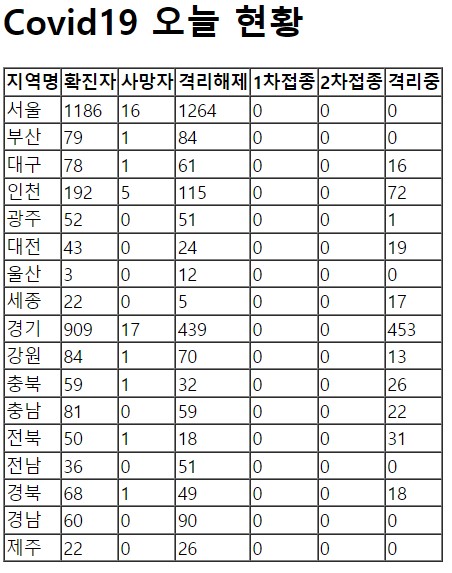 Covid19 오늘 현황
지역명 확진자 사망자 격리해제 1차접종 2차접종 격리중
서울 1186 16 1264 0 0 0
부산 79 1 84 0 0 0
대구 78 1 61 0 0 16
인천 192 5 115 0 0 72
광주 52 0 51 0 0 1
대전 43 0 24 0 0 19
울산 3 0 12 0 0 0
세종 22 0 5 0 0 17
경기 909 17 439 0 0 453
강원 84 1 70 0 0 13
충북 59 1 32 0 0 26
충남 81 0 59 0 0 22
전북 50 1 18 0 0 31
전남 36 0 51 0 0 0
경북 68 1 49 0 0 18
경남 60 0 90 0 0 0
제주 22 0 26 0 0 0